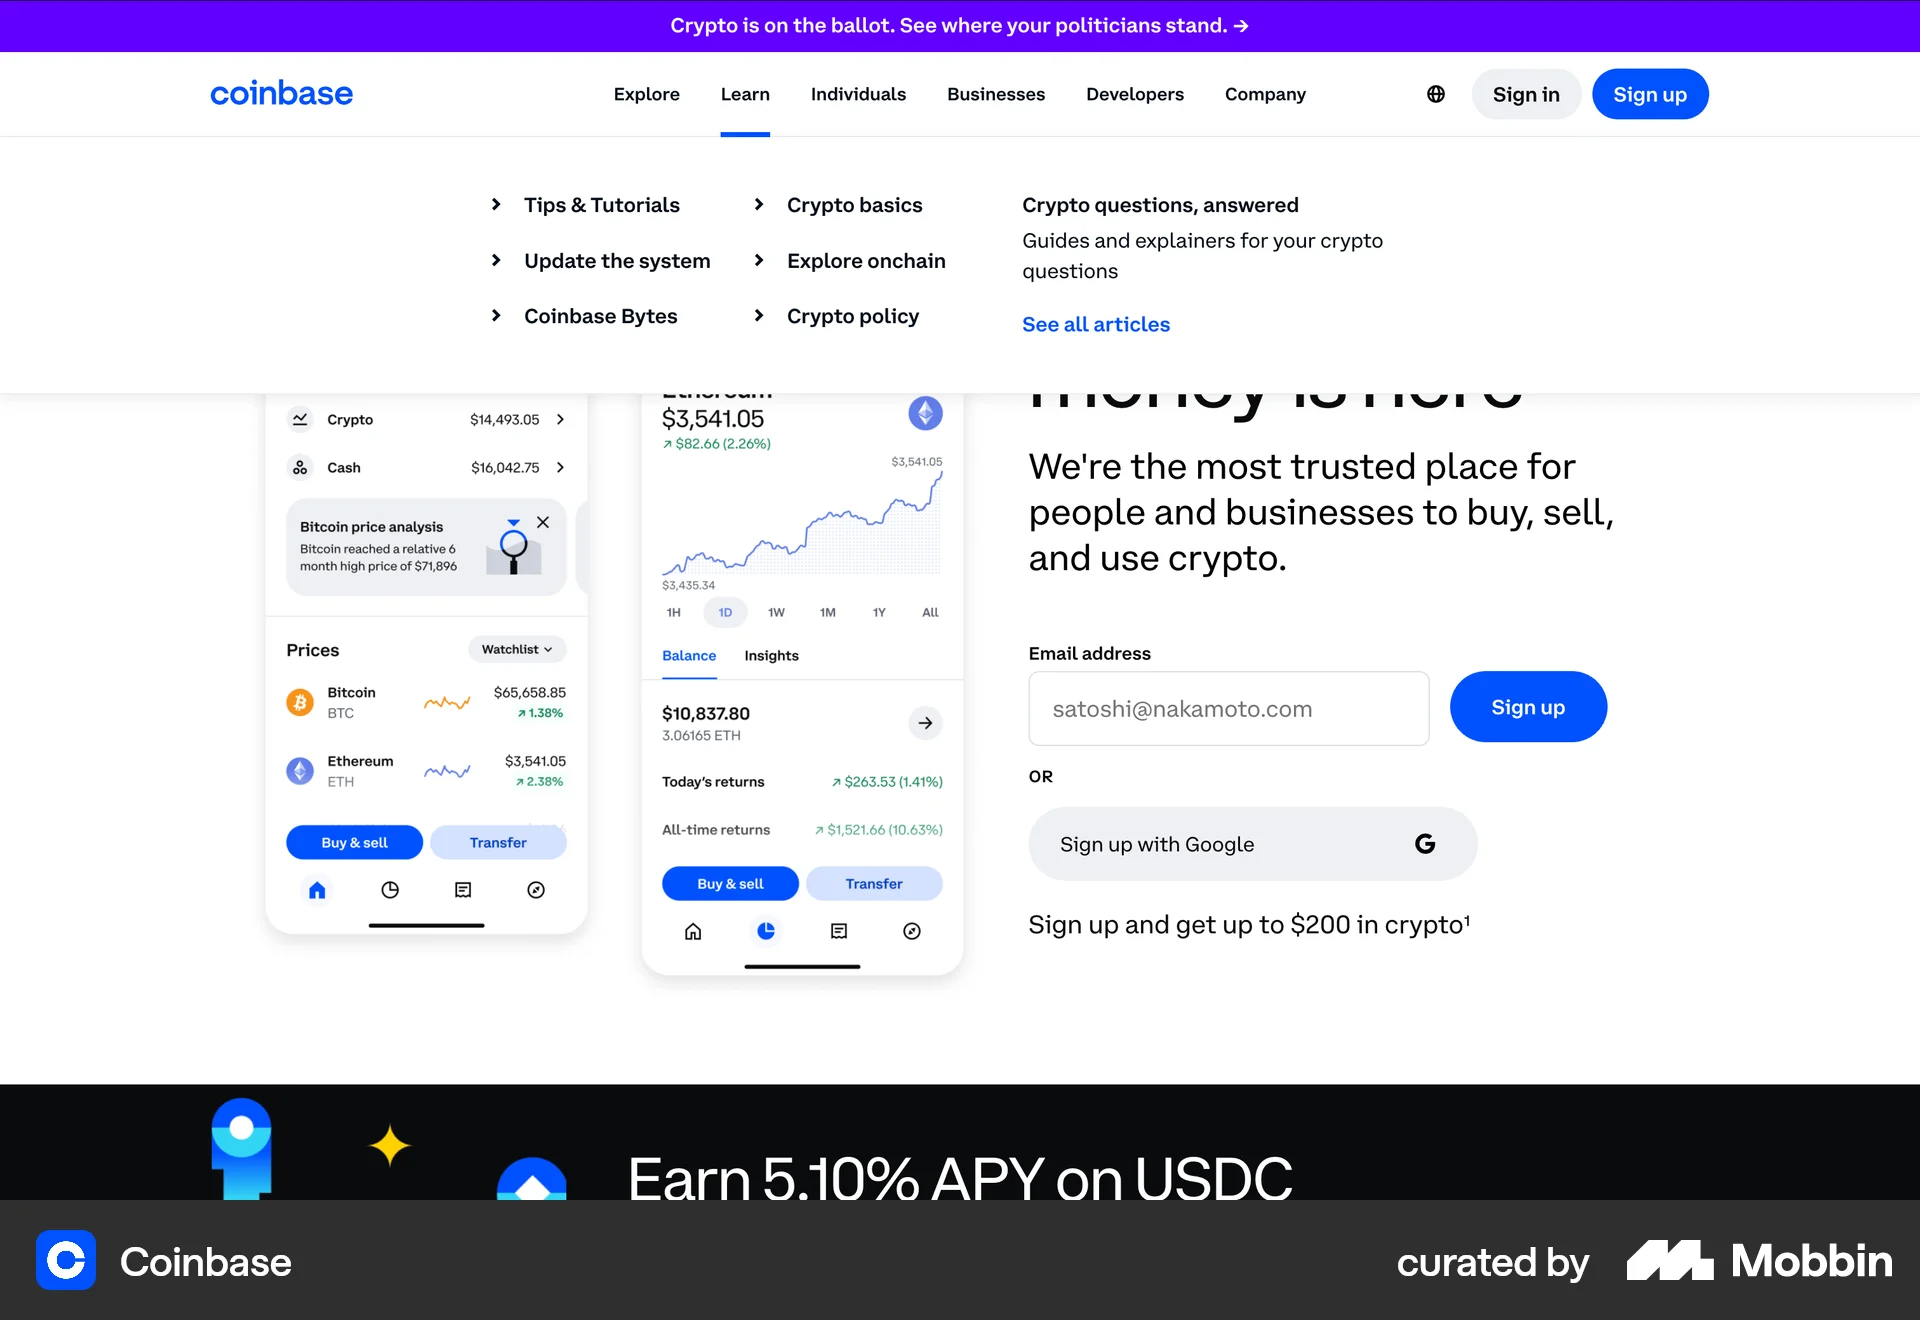 Crypto is on the ballot. See where your politicians stand. →
coinbase
Explore
Learn
Individuals
Businesses
Developers
Company
Sign in
Sign up
Tips & Tutorials
Update the system
Coinbase Bytes
Crypto basics
Explore onchain
Crypto policy
Crypto questions, answered
Guides and explainers for your crypto
questions
See all articles
Crypto $14,493.05
Cash $16,042.75
Bitcoin price analysis
Bitcoin reached a relative 6
month high price of $71,896
Prices
Watchlist
Bitcoin $65,658.85
BTC ↗ 1.38%
Ethereum $3,541.05
ETH ↗ 2.38%
Buy & sell
Transfer
Ethereum
$3,541.05
↗ $82.66 (2.26%)
$3,541.05
$3,435.34
1H 1D 1W 1M 1Y All
Balance Insights
$10,837.80
3.06165 ETH
Today's returns ↗ $263.53 (1.41%)
All-time returns ↗ $1,521.66 (10.63%)
Buy & sell
Transfer
money is here
We're the most trusted place for
people and businesses to buy, sell,
and use crypto.
Email address
satoshi@nakamoto.com
Sign up
OR
Sign up with Google
G
Sign up and get up to $200 in crypto¹
Earn 5.10% APY on USDC
Coinbase
curated by Mobbin